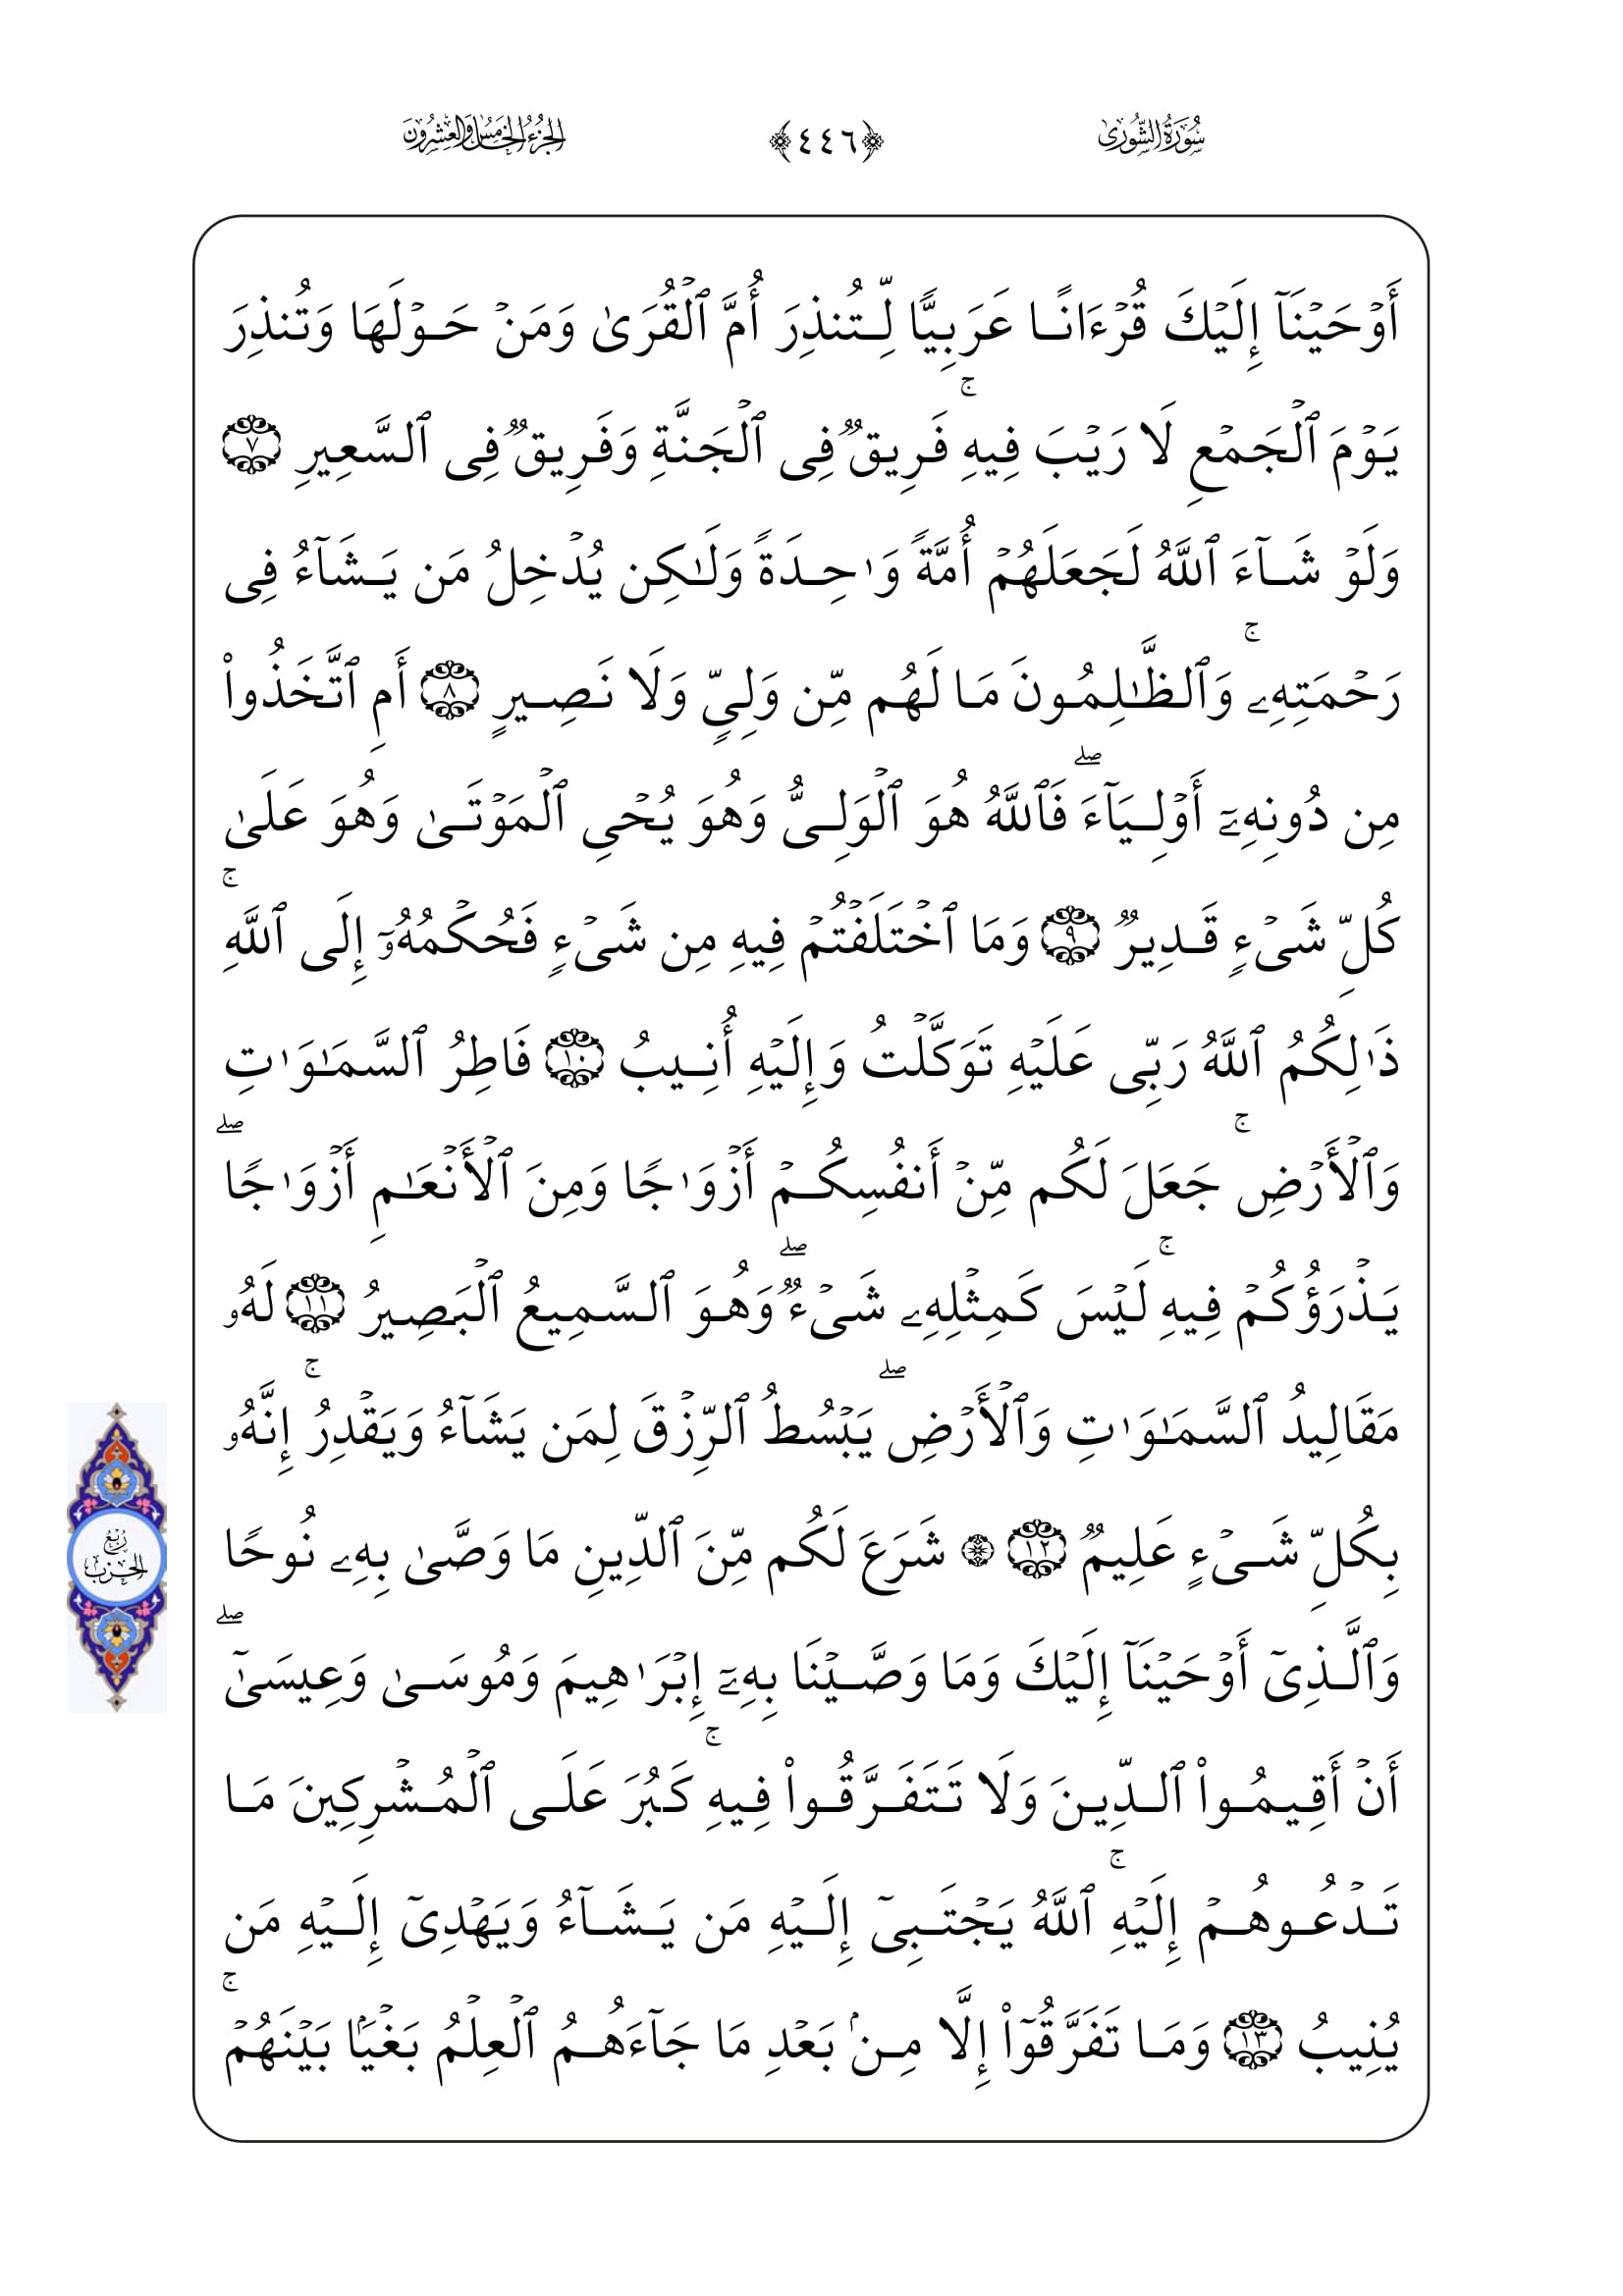 سُورَةُ الشُّورَىٰ ﴿٤٤٦﴾ الجُزْءُ الخَامِسُ وَالعِشْرُونَ
أَوۡحَيۡنَآ إِلَيۡكَ قُرۡءَانًا عَرَبِيًّا لِّتُنذِرَ أُمَّ ٱلۡقُرَىٰ وَمَنۡ حَوۡلَهَا وَتُنذِرَ
يَوۡمَ ٱلۡجَمۡعِ لَا رَيۡبَ فِيهِۚ فَرِيقٞ فِي ٱلۡجَنَّةِ وَفَرِيقٞ فِي ٱلسَّعِيرِ ٧
وَلَوۡ شَآءَ ٱللَّهُ لَجَعَلَهُمۡ أُمَّةً وَٰحِدَةً وَلَٰكِن يُدۡخِلُ مَن يَشَآءُ فِي
رَحۡمَتِهِۦۚ وَٱلظَّٰلِمُونَ مَا لَهُم مِّن وَلِيٍّ وَلَا نَصِيرٍ ٨ أَمِ ٱتَّخَذُواْ
مِن دُونِهِۦٓ أَوۡلِيَآءَۖ فَٱللَّهُ هُوَ ٱلۡوَلِيُّ وَهُوَ يُحۡيِ ٱلۡمَوۡتَىٰ وَهُوَ عَلَىٰ
كُلِّ شَيۡءٍ قَدِيرٞ ٩ وَمَا ٱخۡتَلَفۡتُمۡ فِيهِ مِن شَيۡءٍ فَحُكۡمُهُۥٓ إِلَى ٱللَّهِۚ
ذَٰلِكُمُ ٱللَّهُ رَبِّي عَلَيۡهِ تَوَكَّلۡتُ وَإِلَيۡهِ أُنِيبُ ١٠ فَاطِرُ ٱلسَّمَٰوَٰتِ
وَٱلۡأَرۡضِۚ جَعَلَ لَكُم مِّنۡ أَنفُسِكُمۡ أَزۡوَٰجًا وَمِنَ ٱلۡأَنۡعَٰمِ أَزۡوَٰجًاۖ
يَذۡرَؤُكُمۡ فِيهِۚ لَيۡسَ كَمِثۡلِهِۦ شَيۡءٞۖ وَهُوَ ٱلسَّمِيعُ ٱلۡبَصِيرُ ١١ لَهُۥ
مَقَالِيدُ ٱلسَّمَٰوَٰتِ وَٱلۡأَرۡضِۖ يَبۡسُطُ ٱلرِّزۡقَ لِمَن يَشَآءُ وَيَقۡدِرُۚ إِنَّهُۥ
بِكُلِّ شَيۡءٍ عَلِيمٞ ١٢ ۞ شَرَعَ لَكُم مِّنَ ٱلدِّينِ مَا وَصَّىٰ بِهِۦ نُوحًا
وَٱلَّذِيٓ أَوۡحَيۡنَآ إِلَيۡكَ وَمَا وَصَّيۡنَا بِهِۦٓ إِبۡرَٰهِيمَ وَمُوسَىٰ وَعِيسَىٰٓۖ
أَنۡ أَقِيمُواْ ٱلدِّينَ وَلَا تَتَفَرَّقُواْ فِيهِۚ كَبُرَ عَلَى ٱلۡمُشۡرِكِينَ مَا
تَدۡعُوهُمۡ إِلَيۡهِۚ ٱللَّهُ يَجۡتَبِيٓ إِلَيۡهِ مَن يَشَآءُ وَيَهۡدِيٓ إِلَيۡهِ مَن
يُنِيبُ ١٣ وَمَا تَفَرَّقُوٓاْ إِلَّا مِنۢ بَعۡدِ مَا جَآءَهُمُ ٱلۡعِلۡمُ بَغۡيَۢا بَيۡنَهُمۡۚ
رُبْعُ
الحِزْبِ